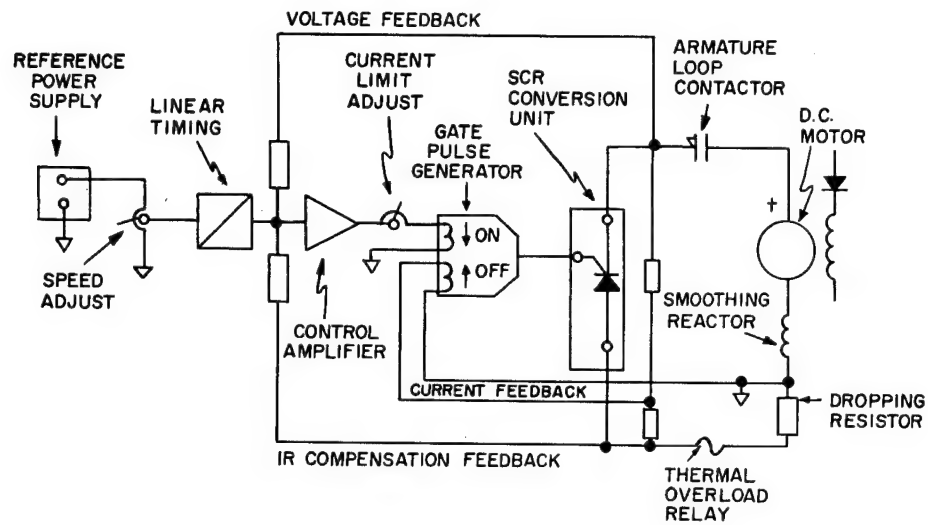 VOLTAGE FEEDBACK
REFERENCE
POWER
SUPPLY
LINEAR
TIMING
CURRENT
LIMIT
ADJUST
GATE
PULSE
GENERATOR
SCR
CONVERSION
UNIT
ARMATURE
LOOP
CONTACTOR
D.C.
MOTOR
SPEED
ADJUST
ON
OFF
+
CONTROL
AMPLIFIER
SMOOTHING
REACTOR
CURRENT FEEDBACK
DROPPING
RESISTOR
IR COMPENSATION FEEDBACK
THERMAL
OVERLOAD
RELAY